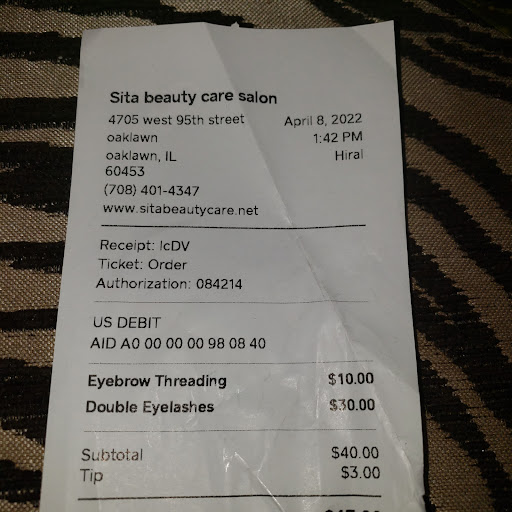 Sita beauty care salon
4705 west 95th street April 8, 2022
oaklawn 1:42 PM
oaklawn, IL Hiral
60453
(708) 401-4347
www.sitabeautycare.net
Receipt: IcDV
Ticket: Order
Authorization: 084214
US DEBIT
AID A0 00 00 00 98 08 40
Eyebrow Threading $10.00
Double Eyelashes $30.00
Subtotal $40.00
Tip $3.00